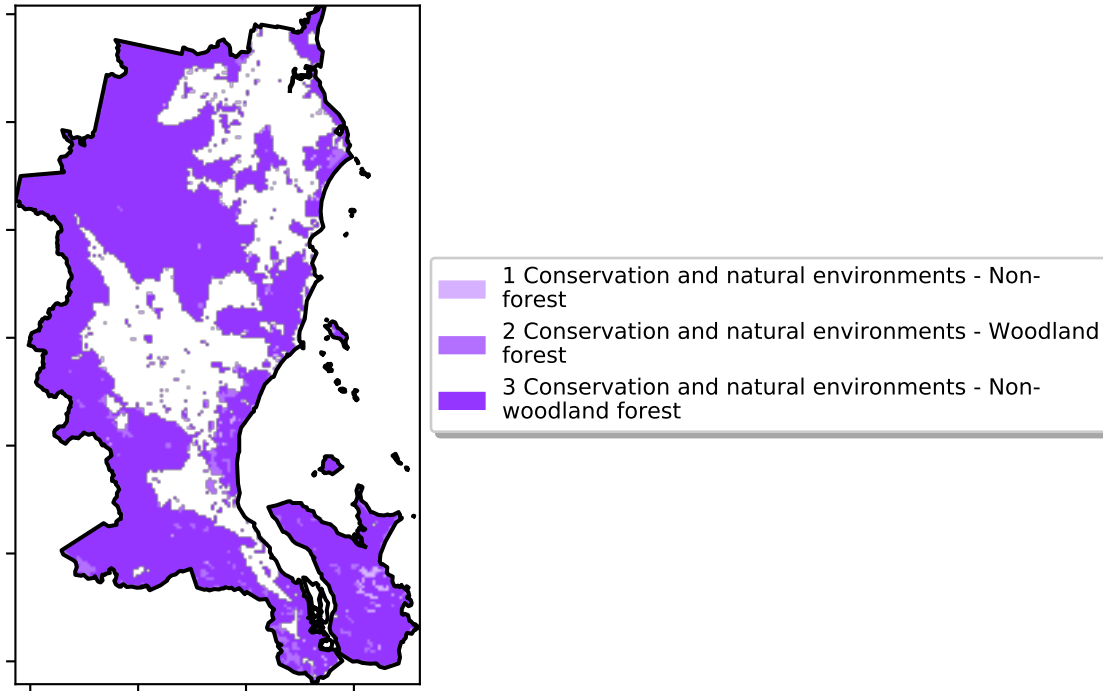 1 Conservation and natural environments - Non-
forest
2 Conservation and natural environments - Woodland
forest
3 Conservation and natural environments - Non-
woodland forest